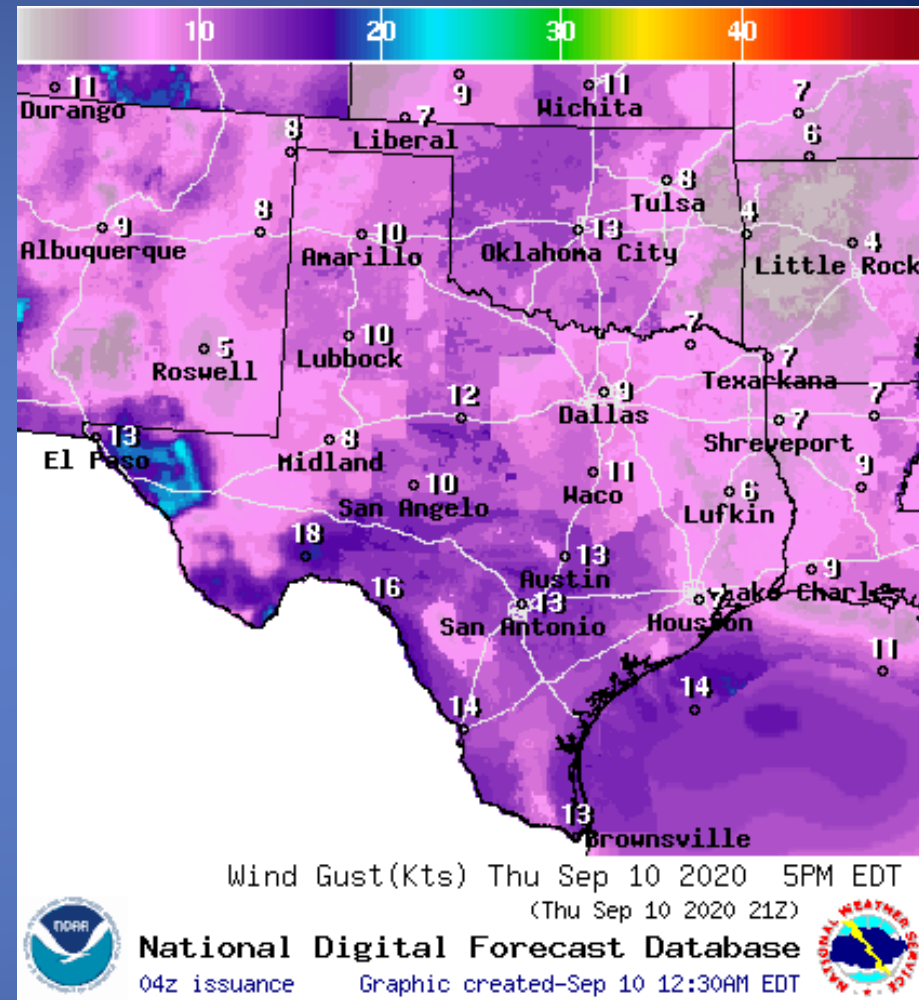 10 20 30 40
11
Durango
9
11
Wichita
7
7
Liberal
8
6
8
Tulsa
9
Albuquerque
8
10
Amarillo
13
Oklahoma City
4
4
Little Rock
5
Roswell
10
Lubbock
7
7
Texarkana
9
Dallas
12
7
Shreveport
7
13
El Paso
8
Midland
10
San Angelo
11
Waco
6
Lufkin
9
18
13
Austin
9
Lake Charles
16
13
San Antonio
7
Houston
11
14
14
13
Brownsville
Wind Gust(Kts) Thu Sep 10 2020 5PM EDT
(Thu Sep 10 2020 21Z)
National Digital Forecast Database
04z issuance Graphic created-Sep 10 12:30AM EDT
NOAA
NATIONAL WEATHER SERVICE